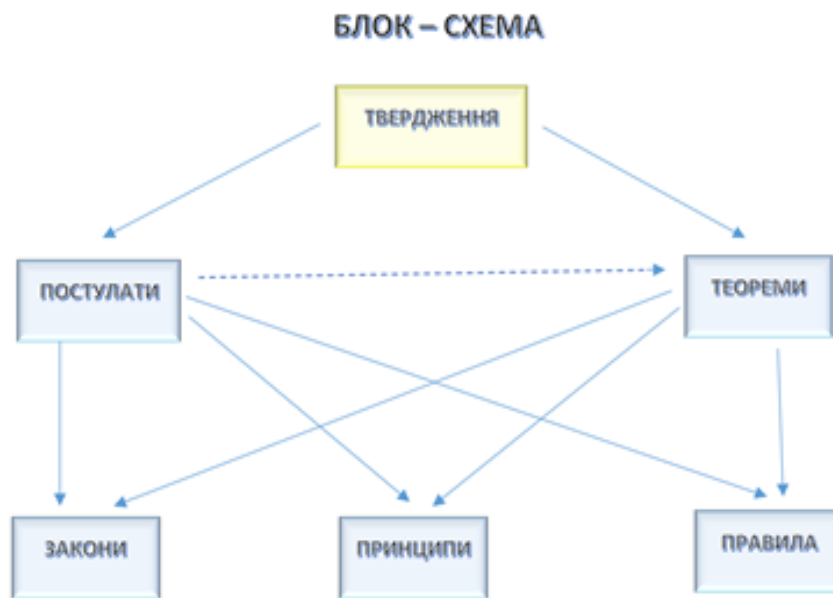 БЛОК – СХЕМА
ТВЕРДЖЕННЯ
ПОСТУЛАТИ
ТЕОРЕМИ
ЗАКОНИ
ПРИНЦИПИ
ПРАВИЛА